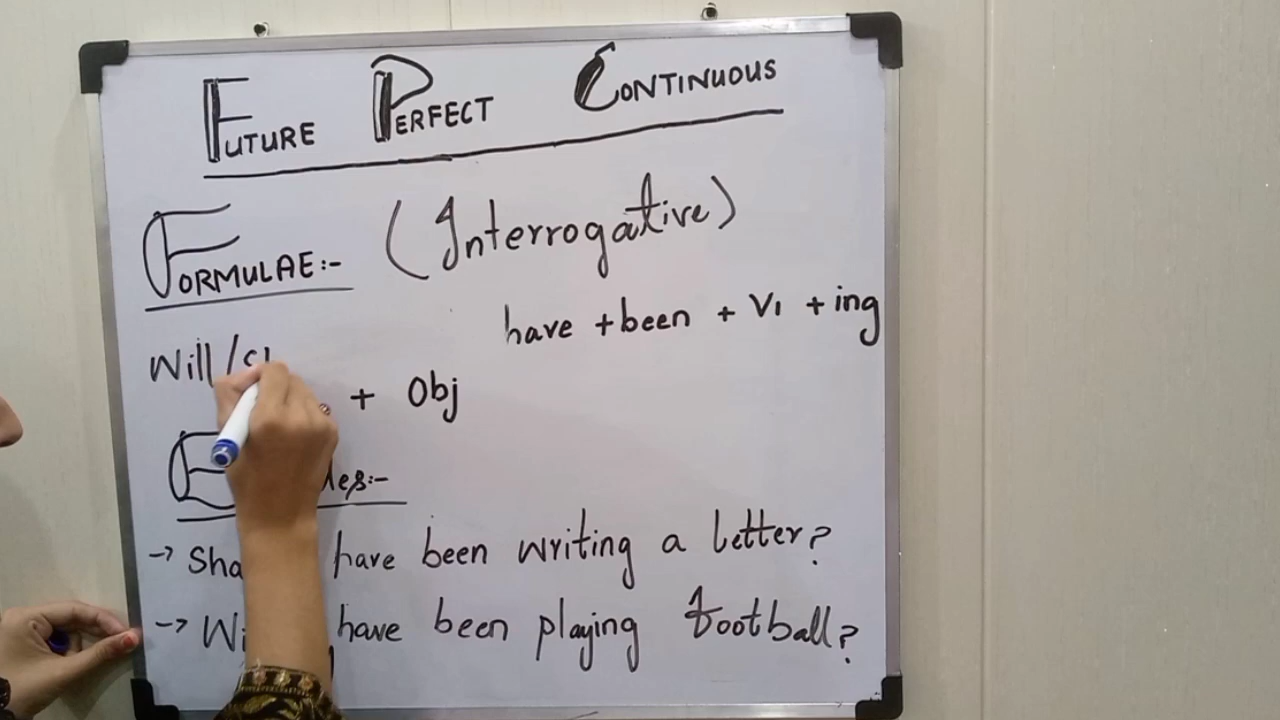 FUTURE PERFECT CONTINUOUS
FORMULAE:- (Interrogative)
have + been + V1 + ing
Will/
+ Obj
-> have been writing a letter?
-> have been playing football?